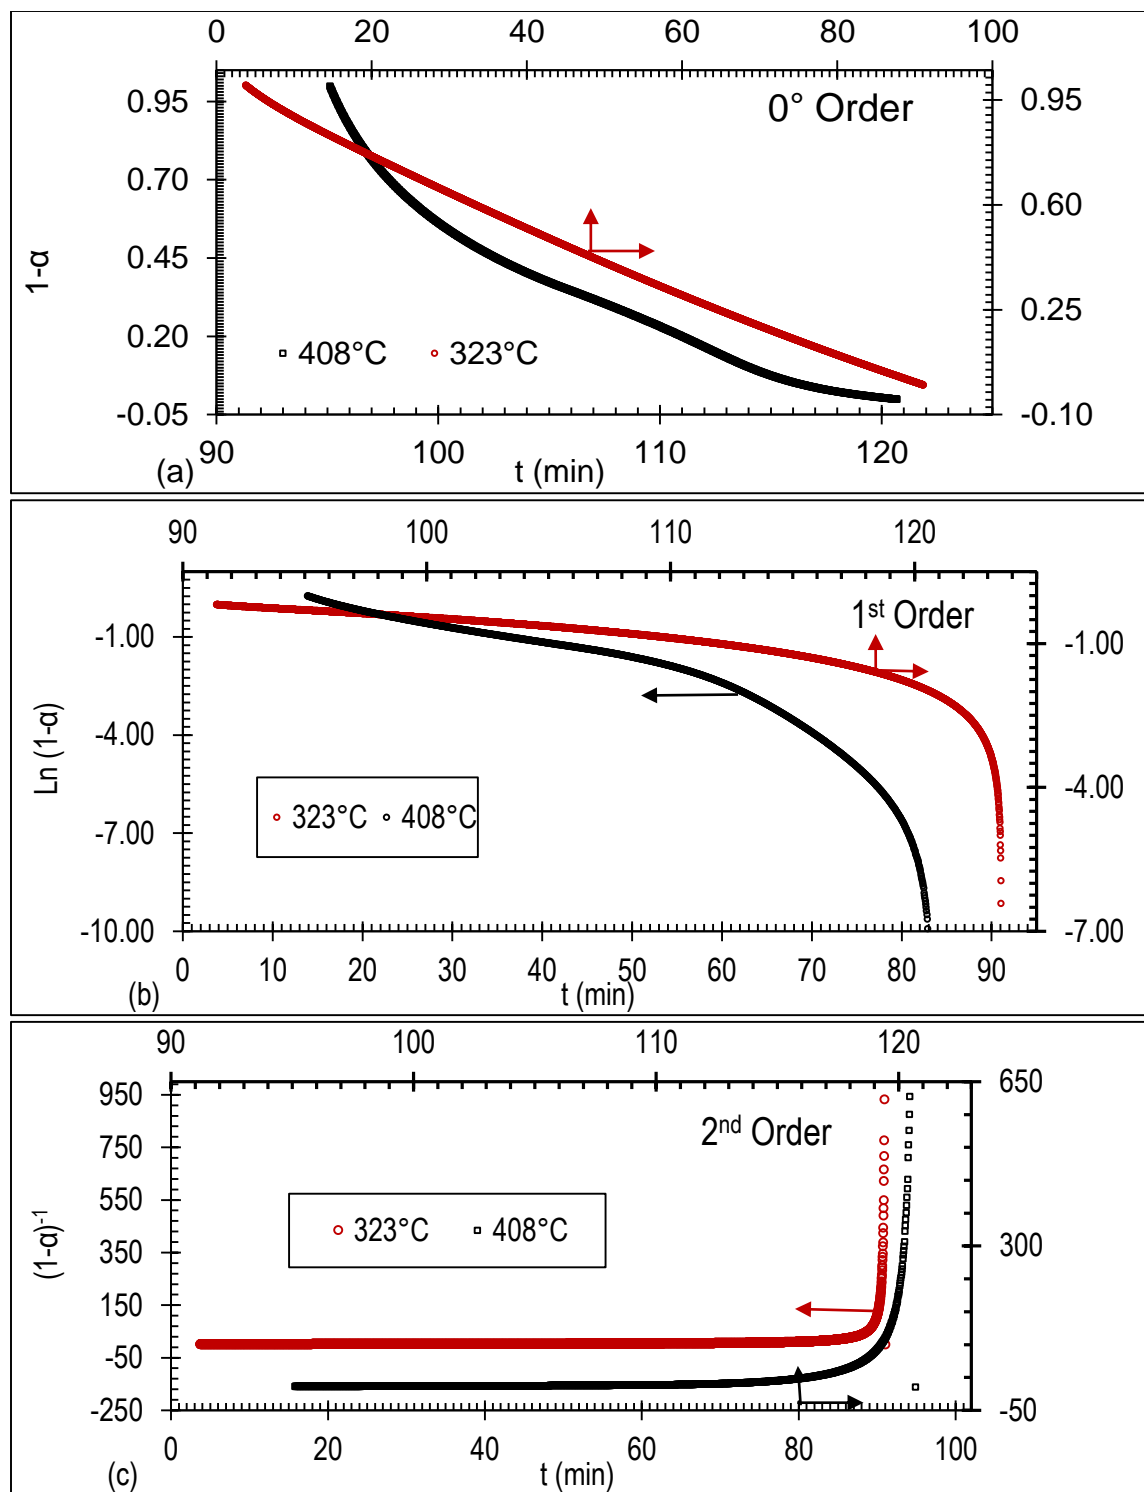 0 20 40 60 80 100
0.95 0.95
0° Order
0.70
0.60
0.45
1-α
0.25
0.20
408°C 323°C
-0.05 -0.10
90 100 110 120
(a) t (min)
90 100 110 120
1st Order
-1.00 -1.00
-4.00
Ln (1-α)
-4.00
323°C 408°C
-7.00
-10.00 -7.00
0 10 20 30 40 50 60 70 80 90
(b) t (min)
90 100 110 120
950 650
2nd Order
750
550
323°C 408°C
(1-α)-1
350 300
150
-50
-250 -50
0 20 40 60 80 100
(c) t (min)